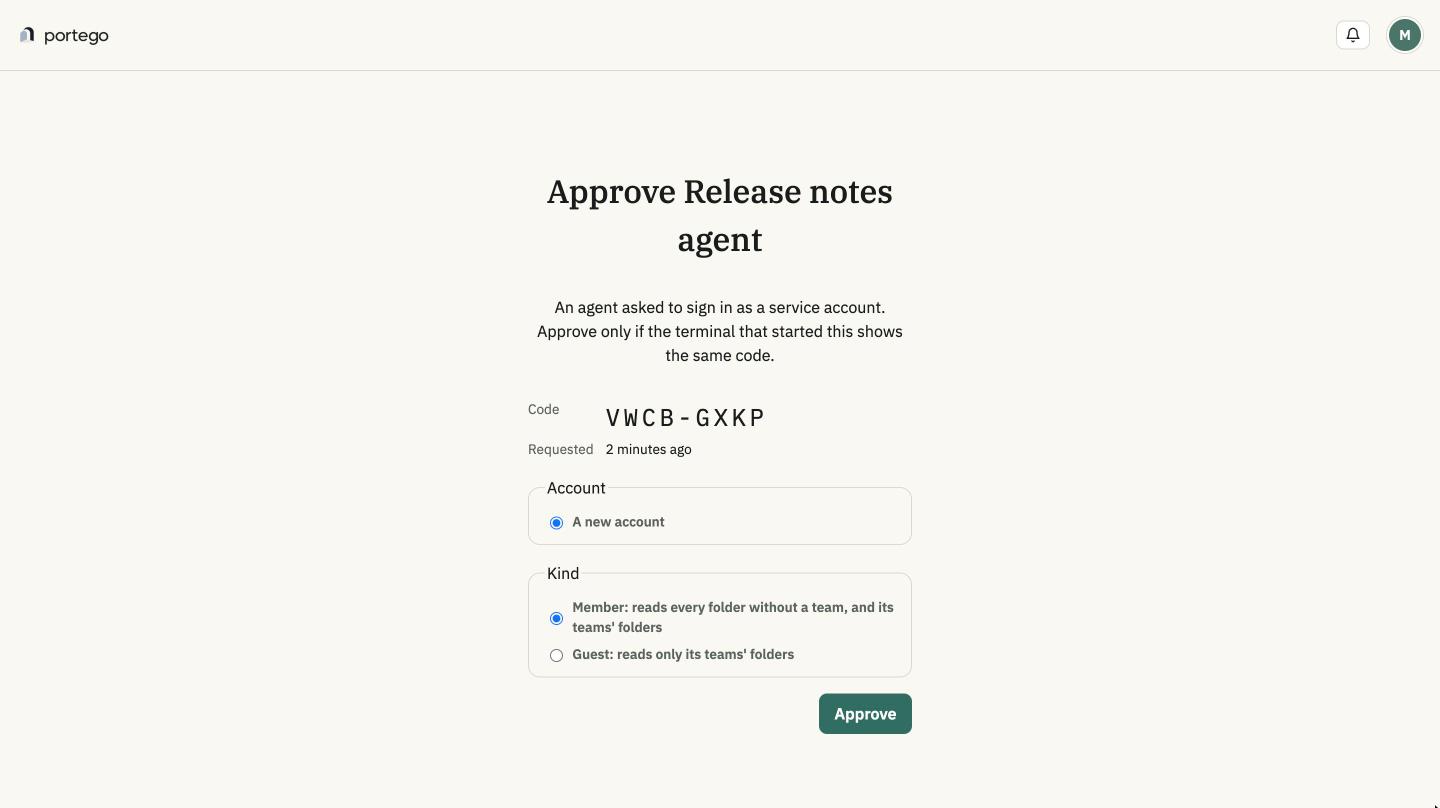 portego
M
Approve Release notes
agent
An agent asked to sign in as a service account.
Approve only if the terminal that started this shows
the same code.
Code VWCB-GXKP
Requested 2 minutes ago
Account
A new account
Kind
Member: reads every folder without a team, and its
teams' folders
Guest: reads only its teams' folders
Approve